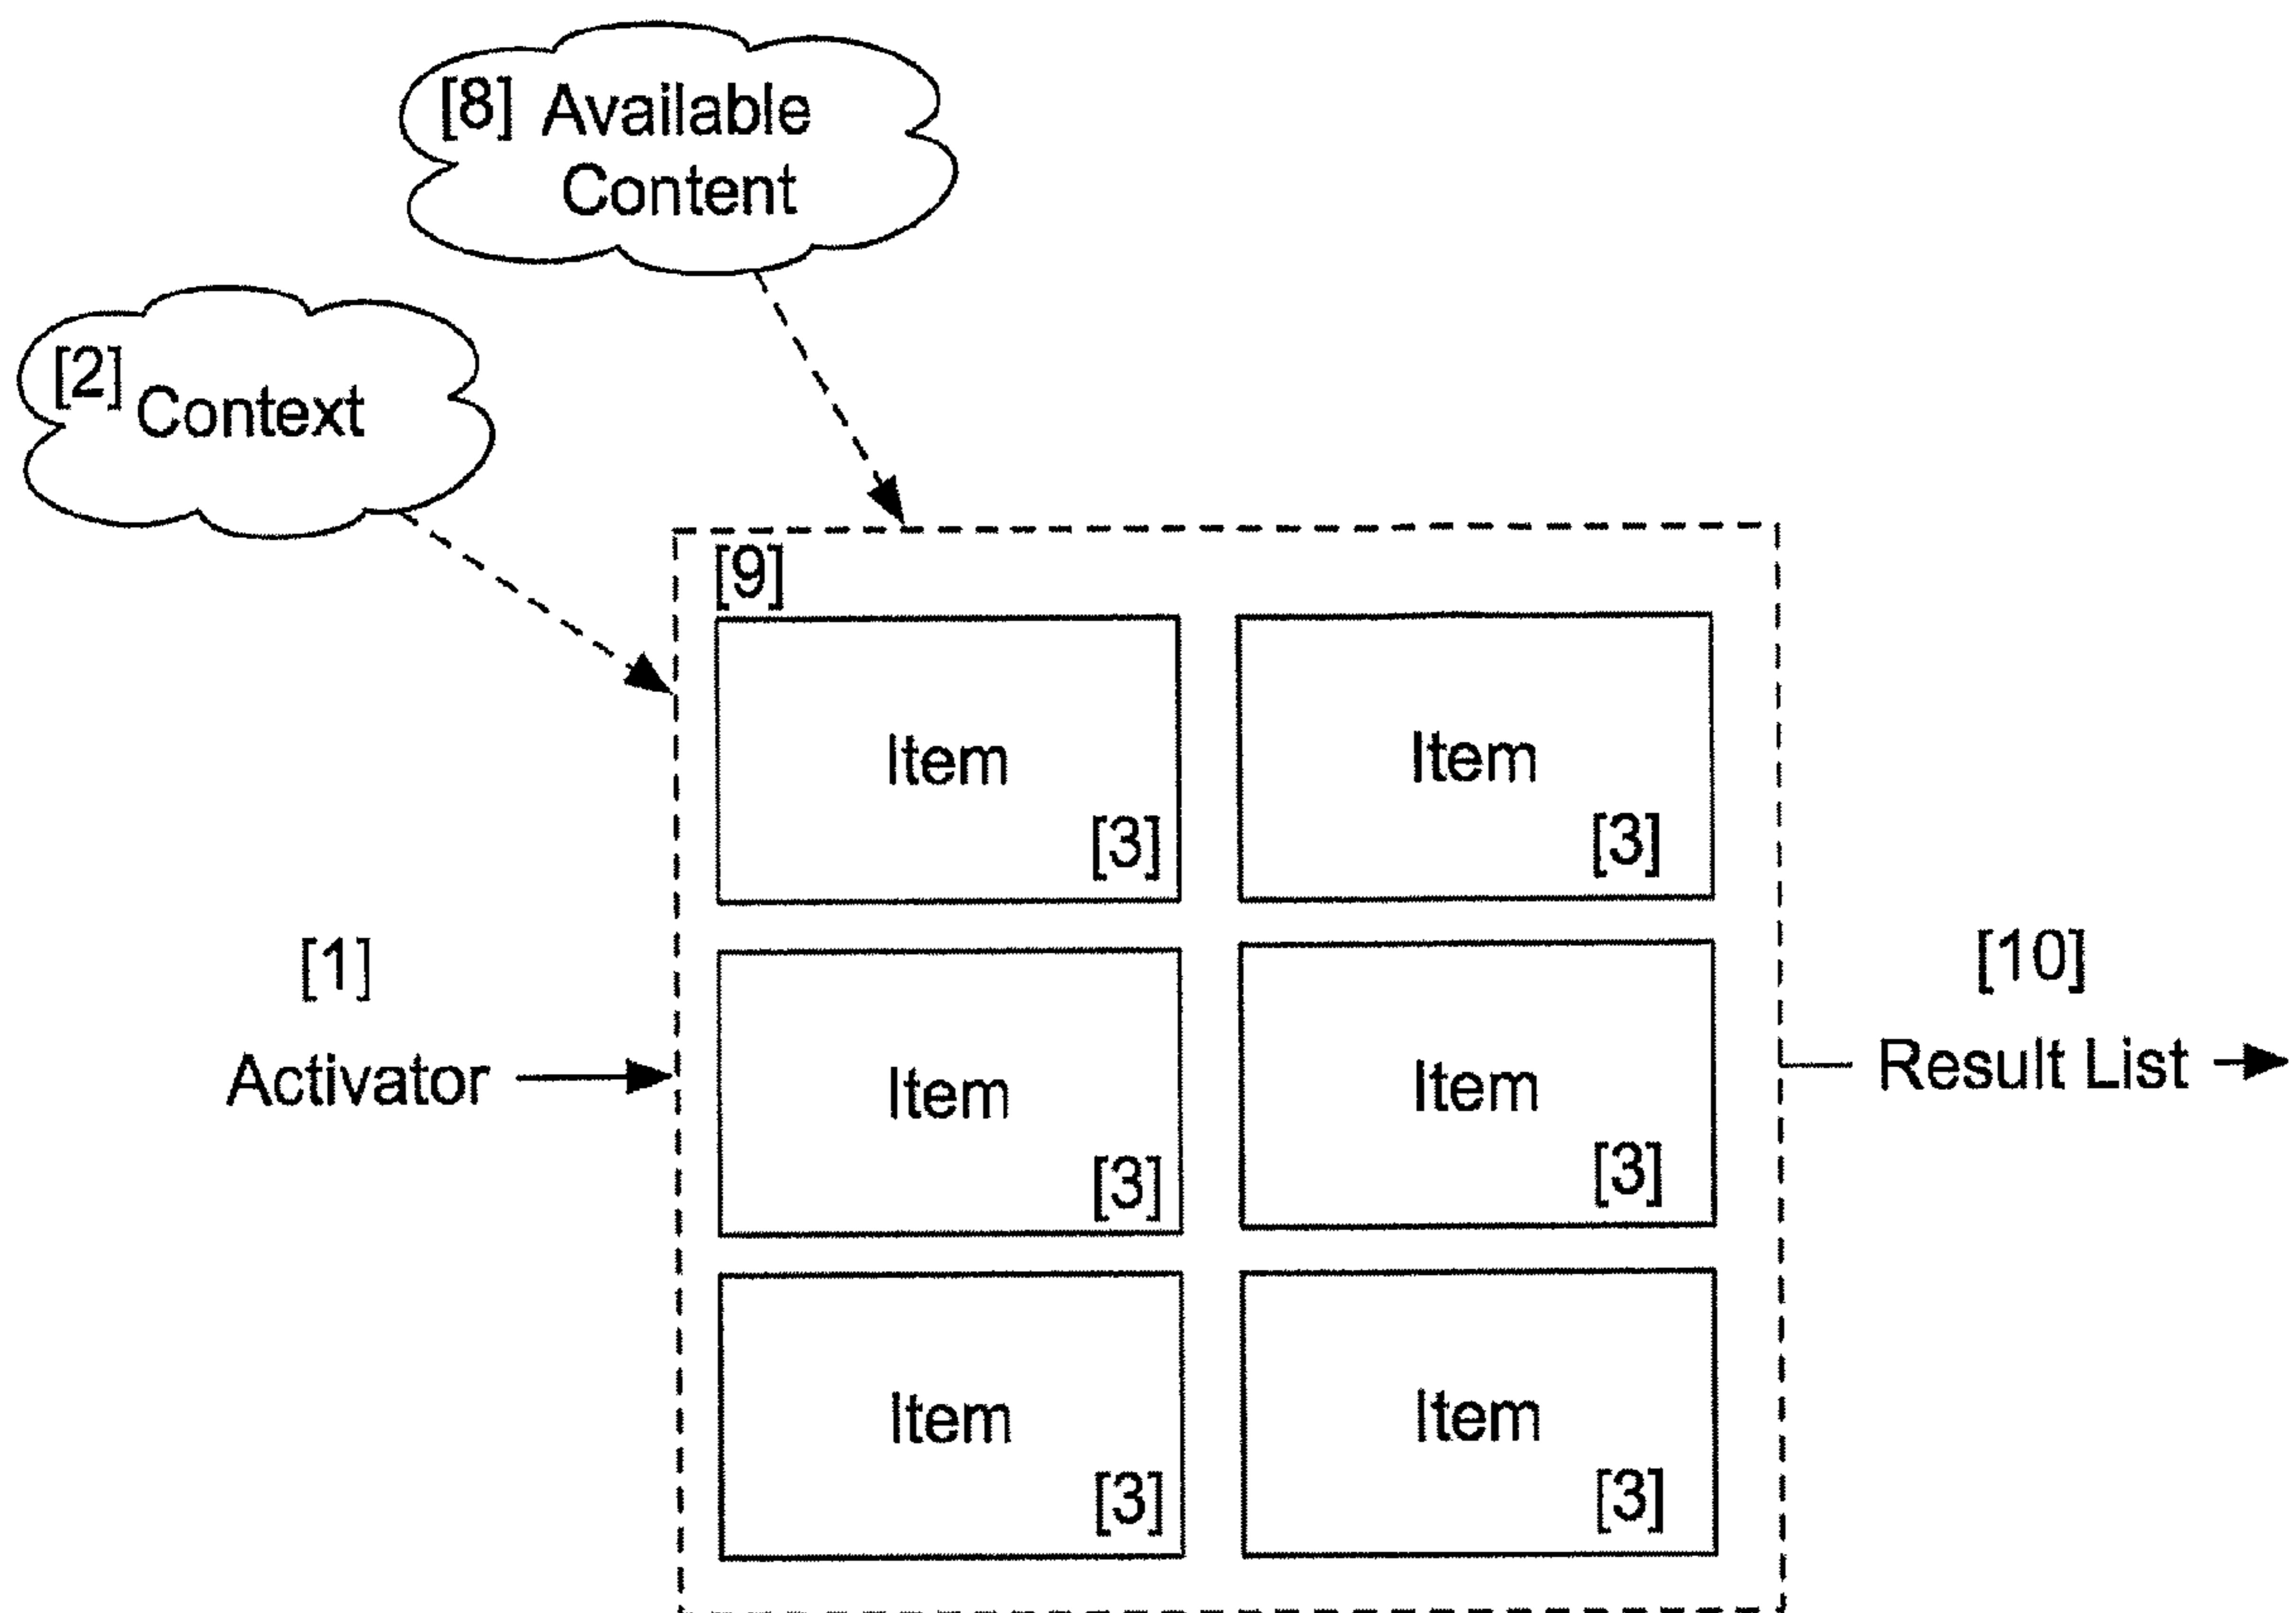 [8] Available
Content
[2] Context
[9]
Item
[3]
Item
[3]
[1]
Activator
Item
[3]
Item
[3]
[10]
Result List
Item
[3]
Item
[3]